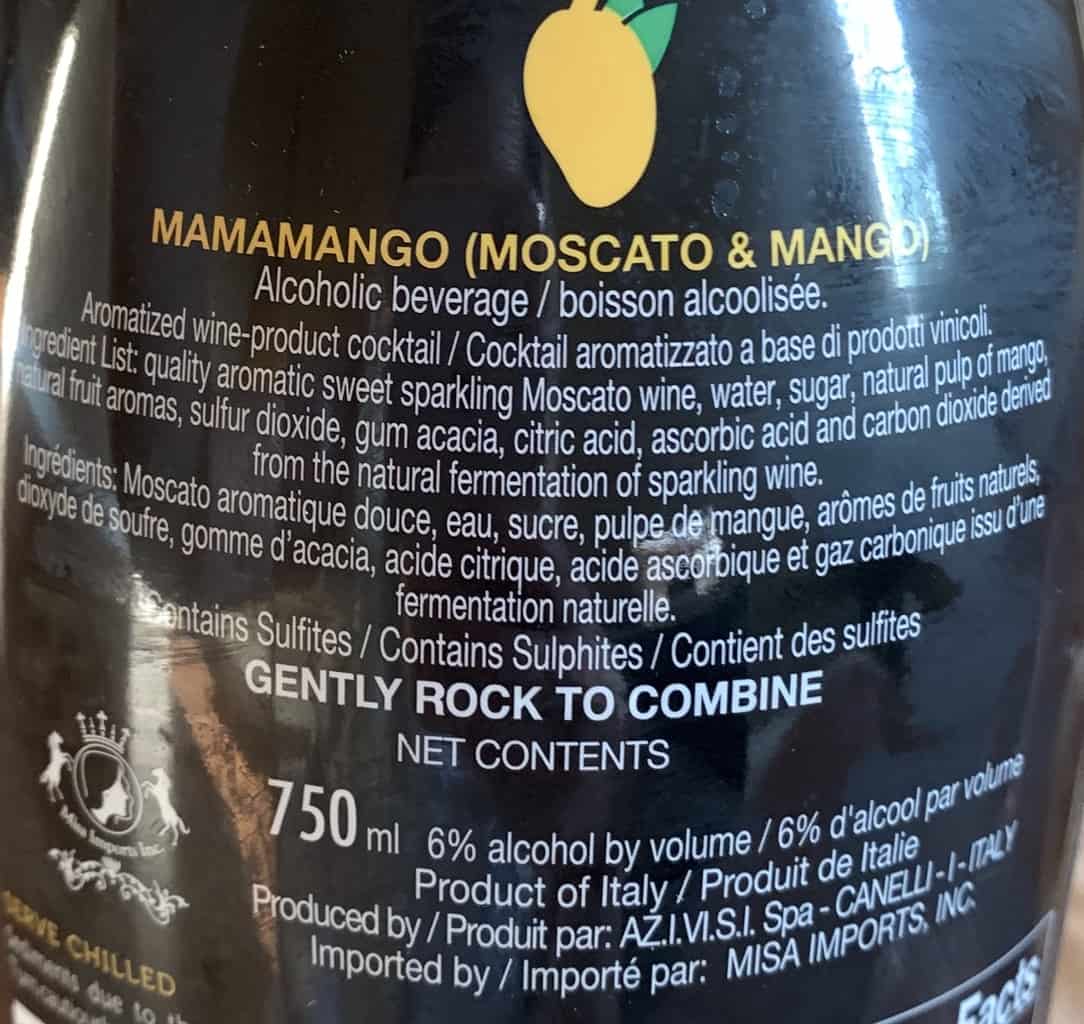 MAMAMANGO (MOSCATO & MANGO)
Alcoholic beverage / boisson alcoolisée.
Aromatized wine-product cocktail / Cocktail aromatizzato a base di prodotti vinicoli.
Ingredient List: quality aromatic sweet sparkling Moscato wine, water, sugar, natural pulp of mango,
natural fruit aromas, sulfur dioxide, gum acacia, citric acid, ascorbic acid and carbon dioxide derived
from the natural fermentation of sparkling wine.
Ingrédients: Moscato aromatique douce, eau, sucre, pulpe de mangue, arômes de fruits naturels,
dioxyde de soufre, gomme d'acacia, acide citrique, acide ascorbique et gaz carbonique issu d'une
fermentation naturelle.
Contains Sulfites / Contains Sulphites / Contient des sulfites
GENTLY ROCK TO COMBINE
NET CONTENTS
750 ml 6% alcohol by volume / 6% d'alcool par volume
Product of Italy / Produit de Italie
Produced by / Produit par: AZ.I.VI.S.I. Spa - CANELLI - I - ITALY
Imported by / Importé par: MISA IMPORTS, INC.
Misa Imports Inc.
SERVE CHILLED
due to
Facts